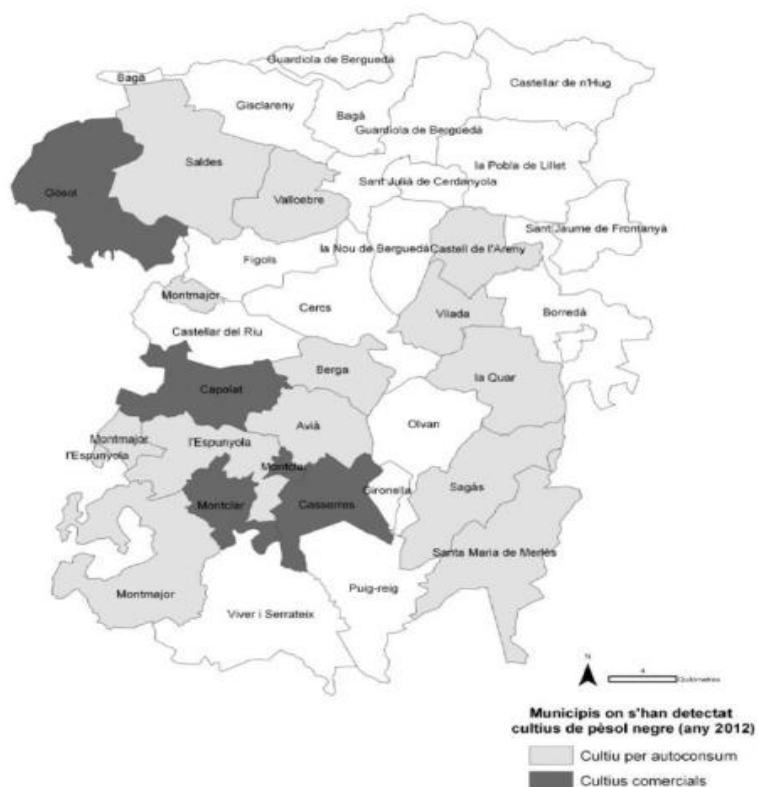 Guardiola de Berguedà
Bagà
Castellar de n'Hug
Gisclareny
Bagà
Guardiola de Berguedà
Saldes
la Pobla de Lillet
Gósol
Sant Julià de Cerdanyola
Vallcebre
Sant Jaume de Frontanyà
la Nou de Berguedà
Castell de l'Areny
Fígols
Montmajor
Cercs
Vilada
Borredà
Castellar del Riu
Berga
la Quar
Capolat
Avià
Olvan
Montmajor
l'Espunyola
l'Espunyola
Montclar
Gironella
Sagàs
Montclar
Casserres
Santa Maria de Merlès
Puig-reig
Montmajor
Viver i Serrateix
N
4
Quilòmetres
Municipis on s'han detectat
cultius de pèsol negre (any 2012)
Cultiu per autoconsum
Cultius comercials